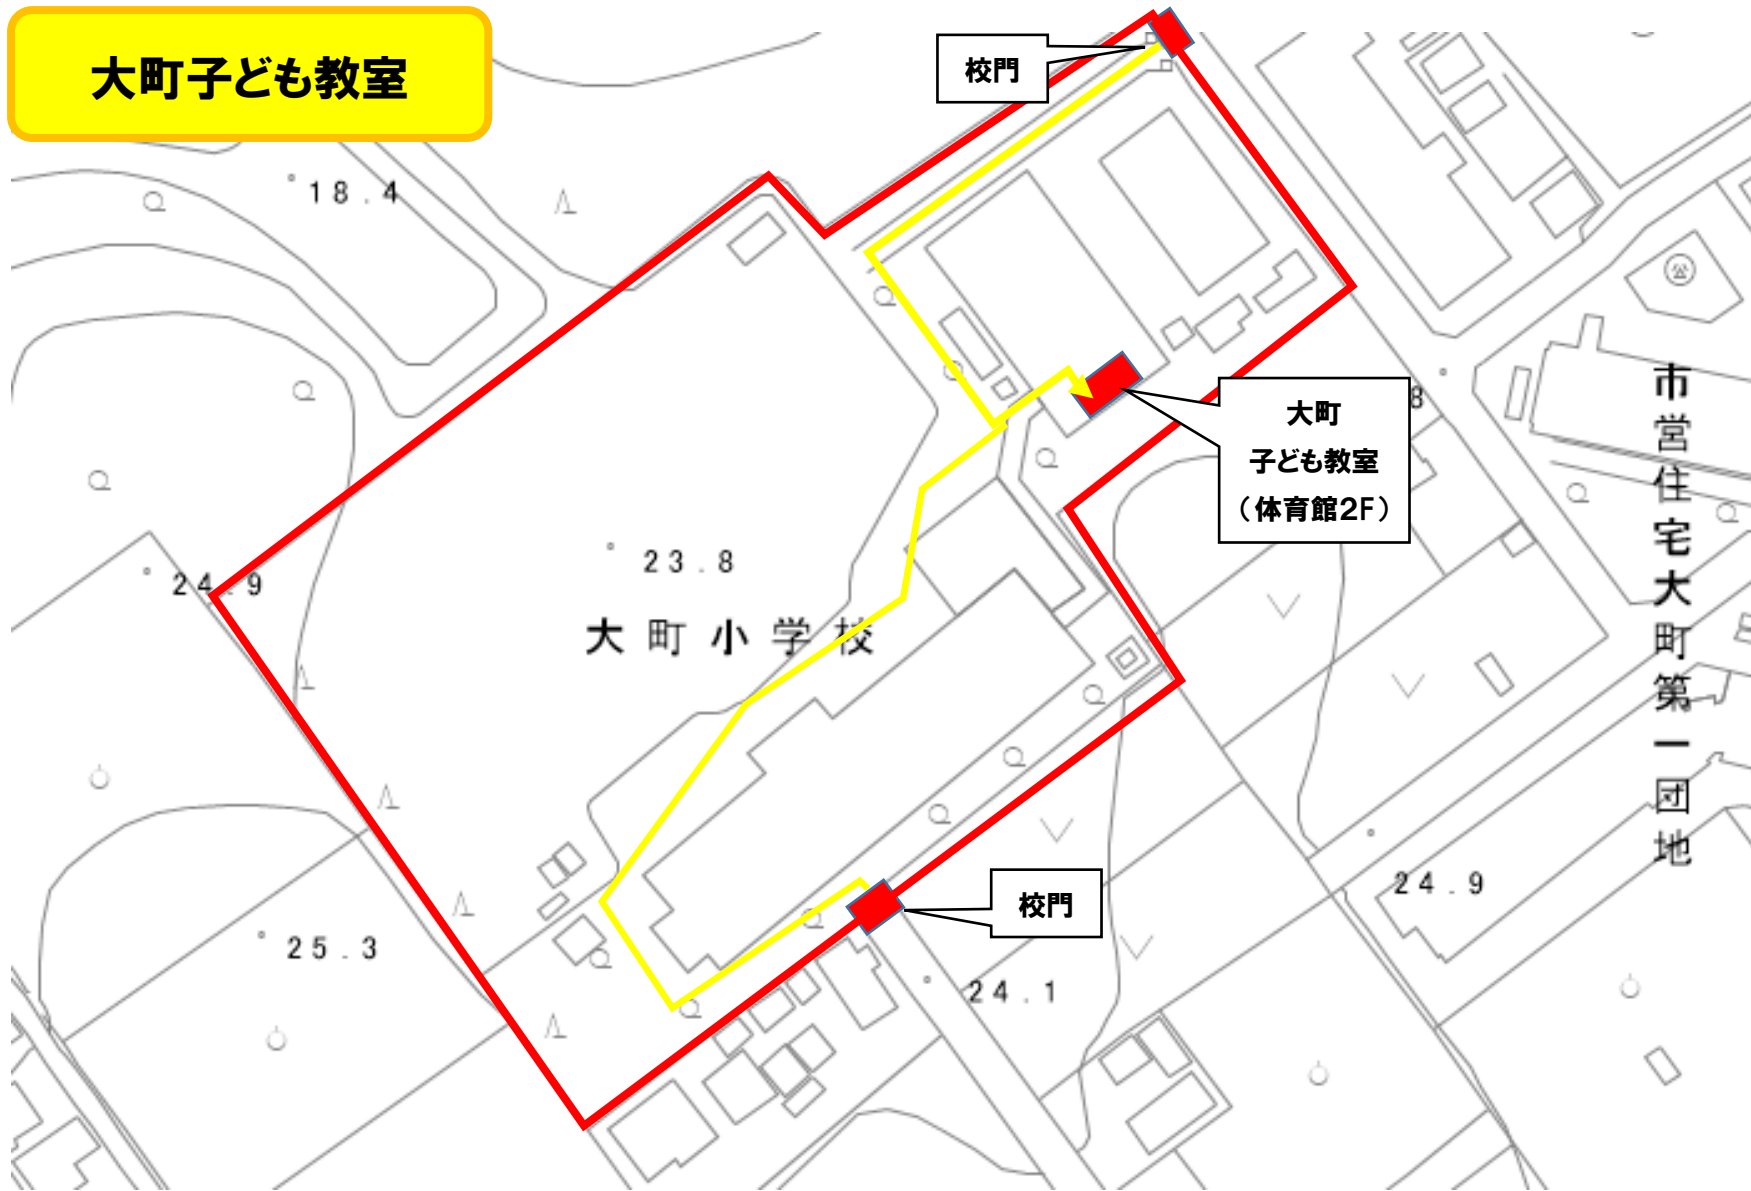 大町子ども教室
校門
18.4
大町
子ども教室
（体育館2F）
8
市営住宅大町第一団地
23.8
24.9
大町小学校
校門
24.9
25.3
24.1